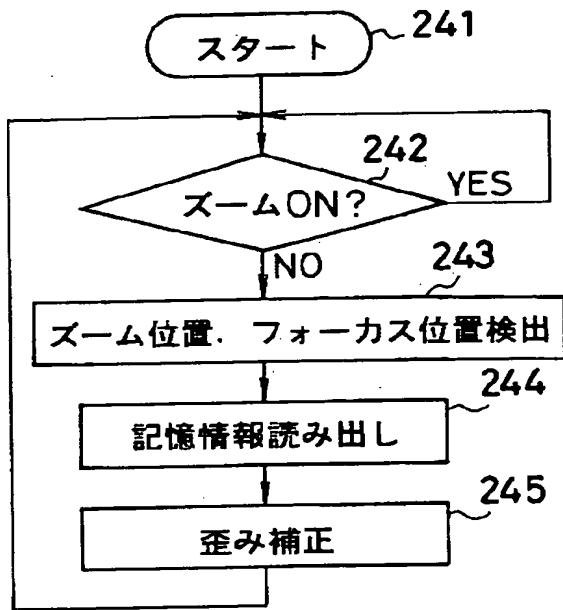 スタート
241
242
ズームON?
YES
NO
243
ズーム位置．フォーカス位置検出
244
記憶情報読み出し
245
歪み補正